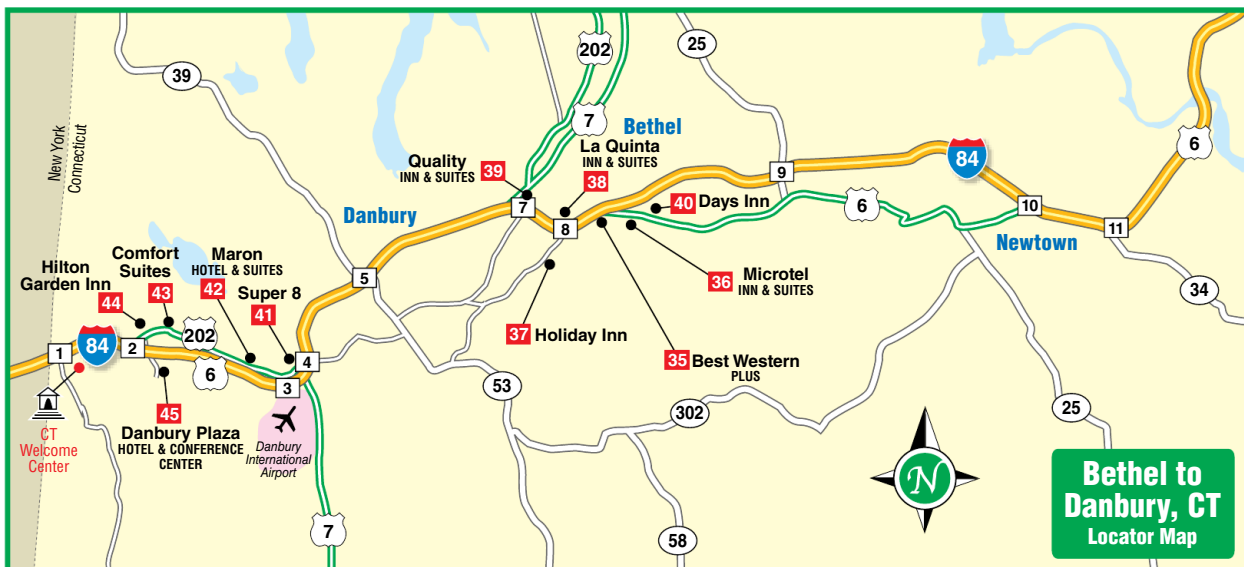 202
25
39
7
Bethel
La Quinta
INN & SUITES
38
6
New York
Connecticut
Quality
INN & SUITES
39
84
9
40
Days Inn
7
8
6
10
Danbury
Newtown
11
Maron
HOTEL & SUITES
42
Comfort
Suites
43
Hilton
Garden Inn
44
Super 8
41
5
36
Microtel
INN & SUITES
34
37
Holiday Inn
202
1
84
2
6
4
3
35
Best Western
PLUS
53
302
25
45
Danbury Plaza
HOTEL & CONFERENCE
CENTER
CT
Welcome
Center
Danbury
International
Airport
N
7
58
Bethel to
Danbury, CT
Locator Map